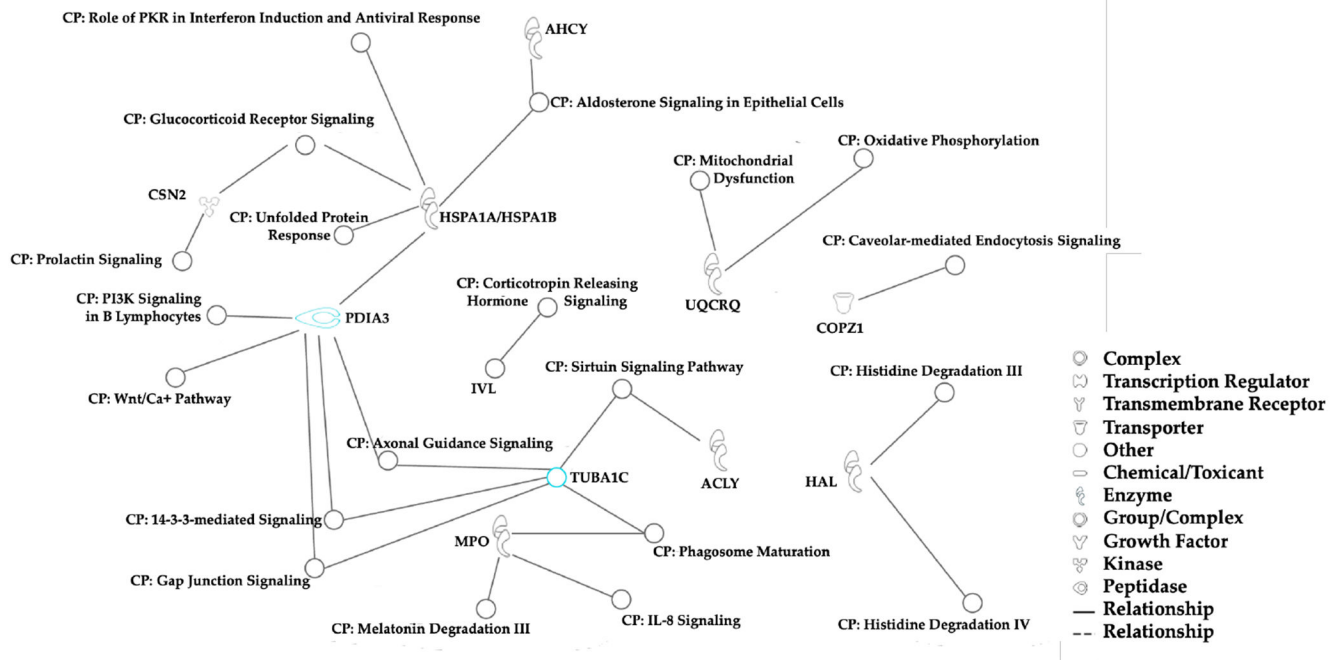 CP: Role of PKR in Interferon Induction and Antiviral Response
AHCY
CP: Aldosterone Signaling in Epithelial Cells
CP: Glucocorticoid Receptor Signaling
CP: Oxidative Phosphorylation
CP: Mitochondrial
Dysfunction
CSN2
CP: Unfolded Protein
Response
HSPA1A/HSPA1B
CP: Prolactin Signaling
CP: Caveolar-mediated Endocytosis Signaling
CP: PI3K Signaling
in B Lymphocytes
PDIA3
CP: Corticotropin Releasing
Hormone Signaling
UQCRQ
COPZ1
CP: Wnt/Ca+ Pathway
IVL
CP: Sirtuin Signaling Pathway
CP: Histidine Degradation III
CP: Axonal Guidance Signaling
TUBA1C
ACLY
HAL
CP: 14-3-3-mediated Signaling
MPO
CP: Phagosome Maturation
CP: Gap Junction Signaling
CP: Melatonin Degradation III
CP: IL-8 Signaling
CP: Histidine Degradation IV
Complex
Transcription Regulator
Transmembrane Receptor
Transporter
Other
Chemical/Toxicant
Enzyme
Group/Complex
Growth Factor
Kinase
Peptidase
Relationship
Relationship